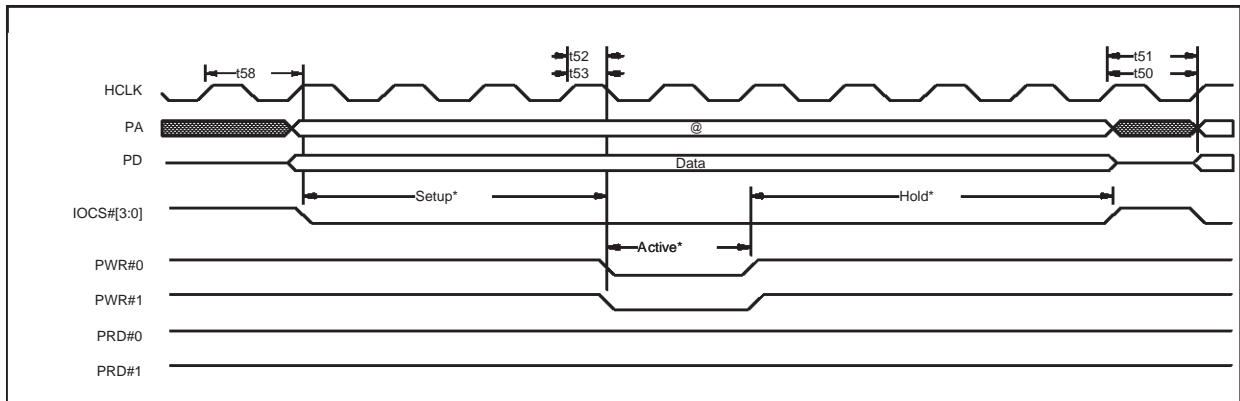 t52
t51
t58
t53
t50
HCLK
PA
@
PD
Data
Setup*
Hold*
IOCS#[3:0]
Active*
PWR#0
PWR#1
PRD#0
PRD#1